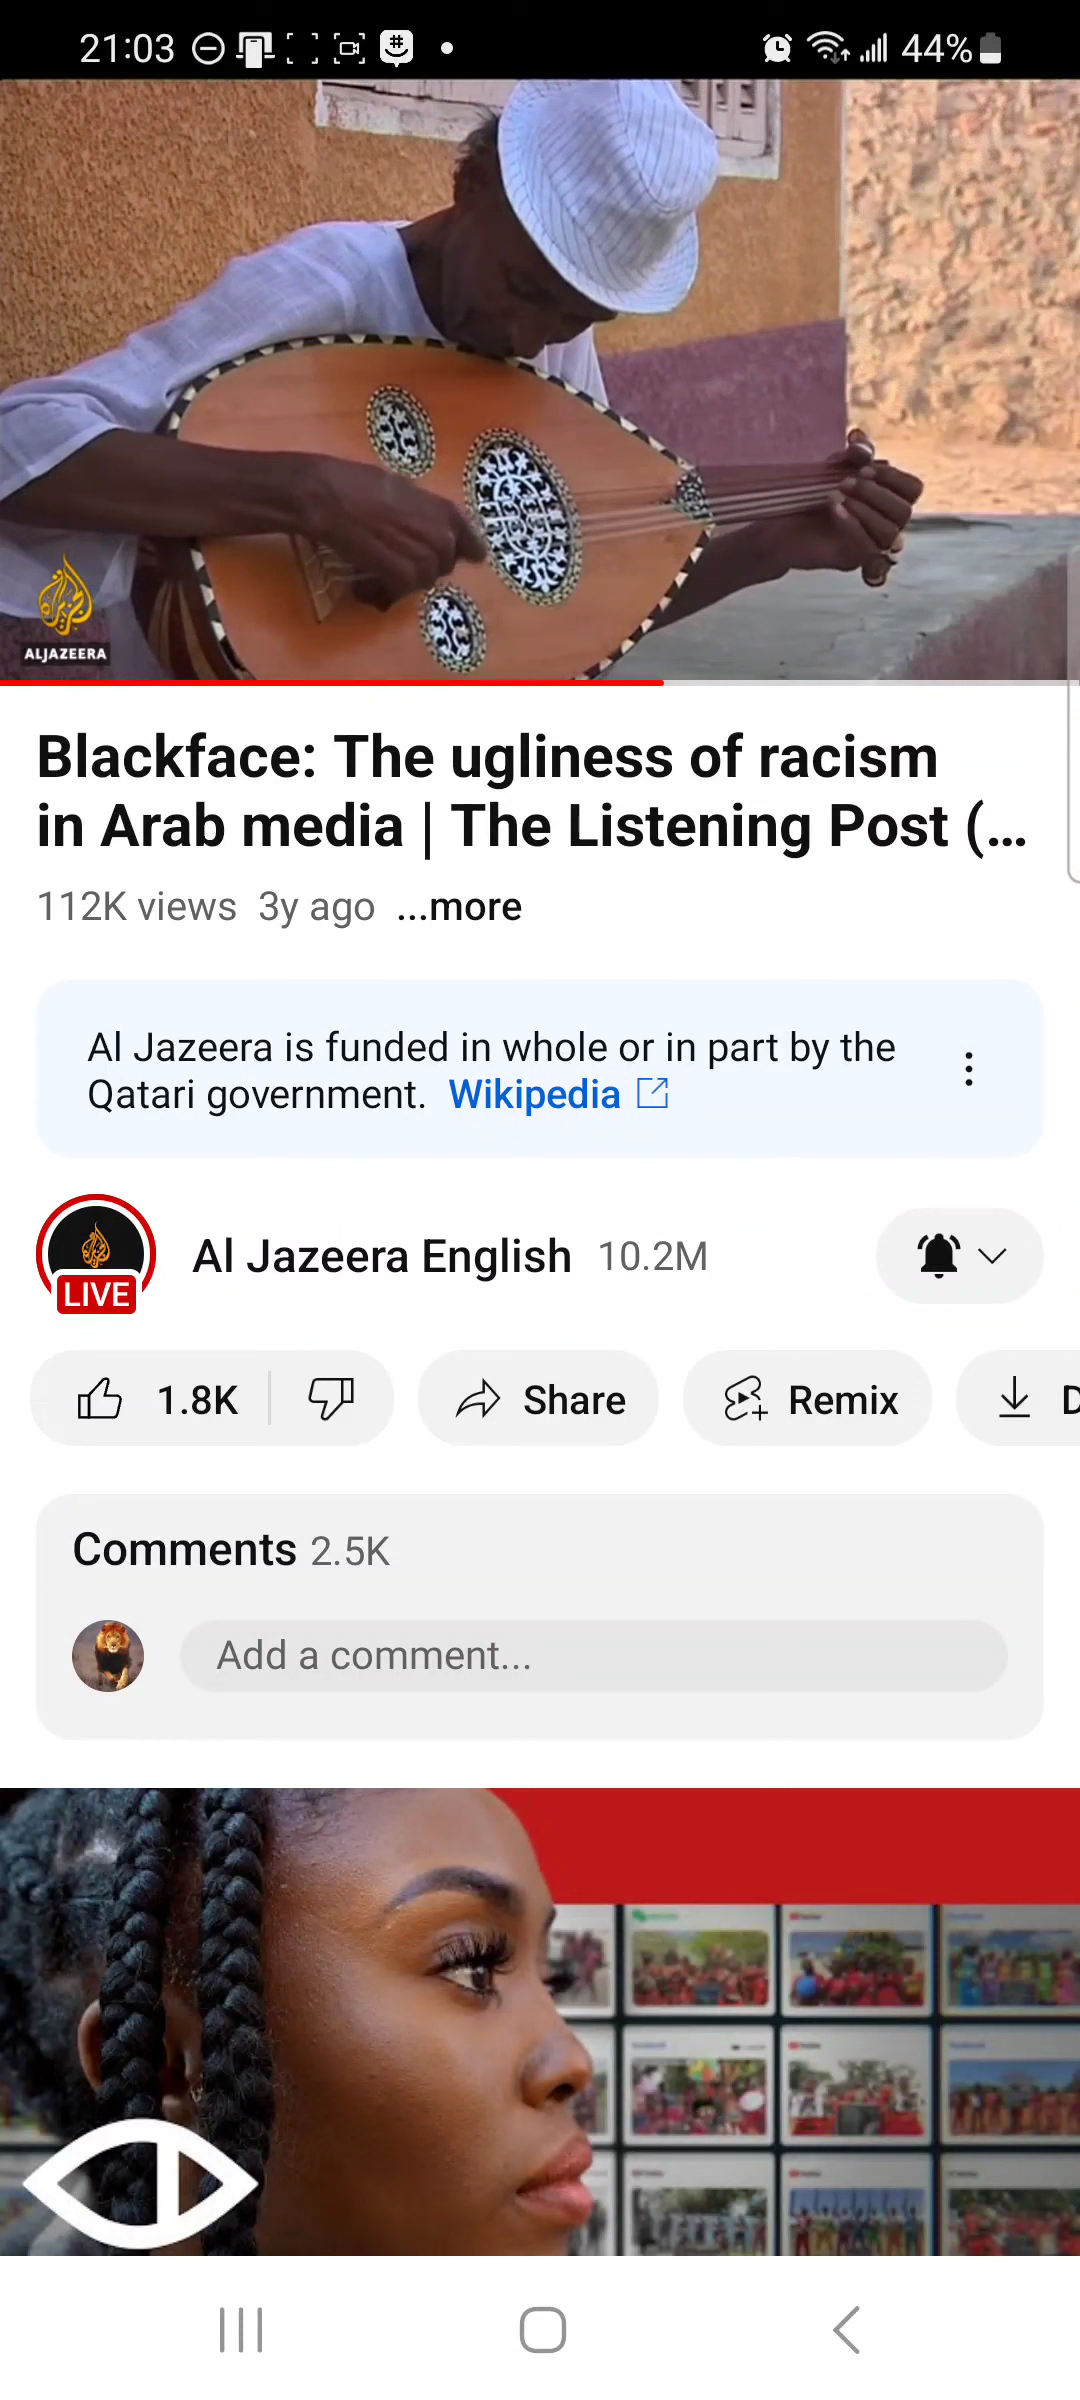 21:03
44%
ALJAZEERA
Blackface: The ugliness of racism
in Arab media | The Listening Post (...
112K views 3y ago ...more
Al Jazeera is funded in whole or in part by the
Qatari government. Wikipedia
LIVE
Al Jazeera English 10.2M
1.8K
Share
Remix
D
Comments 2.5K
Add a comment...